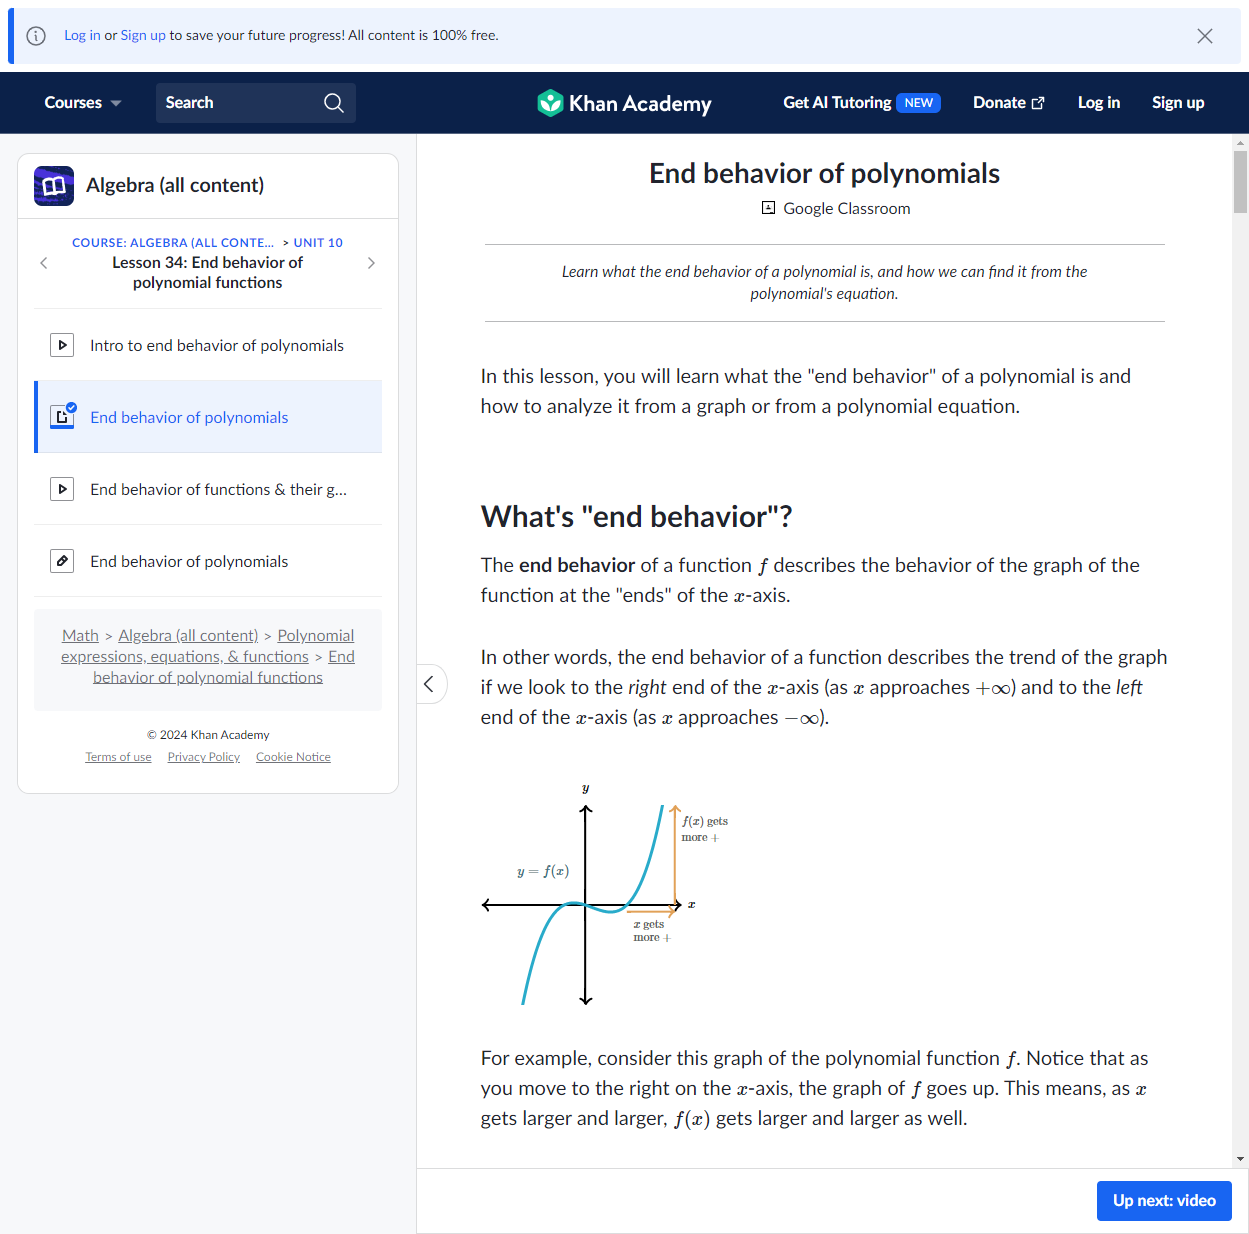 Log in or Sign up to save your future progress! All content is 100% free.
Courses
Search
Khan Academy
Get AI Tutoring NEW
Donate
Log in
Sign up
Algebra (all content)
COURSE: ALGEBRA (ALL CONTE... > UNIT 10
Lesson 34: End behavior of
polynomial functions
Intro to end behavior of polynomials
End behavior of polynomials
End behavior of functions & their g...
End behavior of polynomials
Math > Algebra (all content) > Polynomial
expressions, equations, & functions > End
behavior of polynomial functions
© 2024 Khan Academy
Terms of use Privacy Policy Cookie Notice
End behavior of polynomials
Google Classroom
Learn what the end behavior of a polynomial is, and how we can find it from the
polynomial's equation.
In this lesson, you will learn what the "end behavior" of a polynomial is and
how to analyze it from a graph or from a polynomial equation.
What's "end behavior"?
The end behavior of a function f describes the behavior of the graph of the
function at the "ends" of the x-axis.
In other words, the end behavior of a function describes the trend of the graph
if we look to the right end of the x-axis (as x approaches +∞) and to the left
end of the x-axis (as x approaches −∞).
y
f(x) gets
more +
y = f(x)
x
x gets
more +
For example, consider this graph of the polynomial function f. Notice that as
you move to the right on the x-axis, the graph of f goes up. This means, as x
gets larger and larger, f(x) gets larger and larger as well.
Up next: video